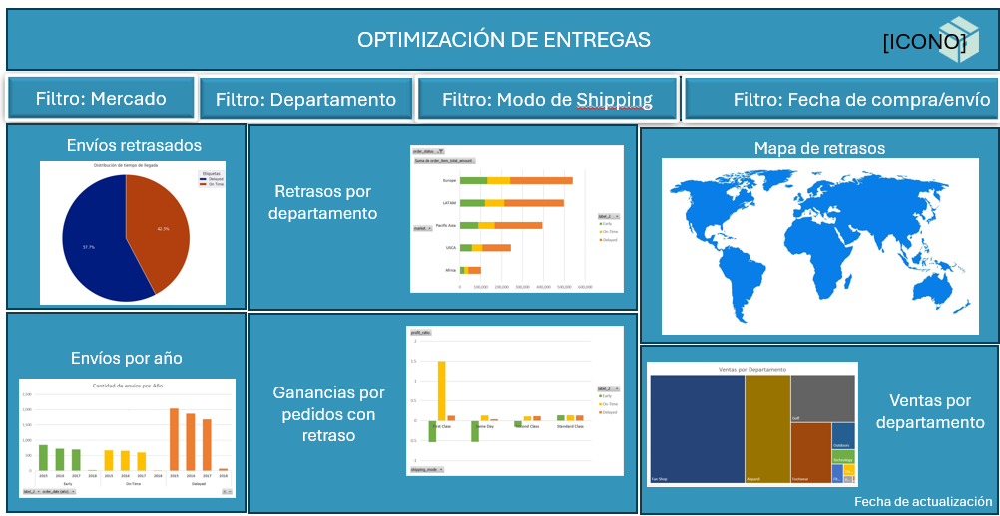 OPTIMIZACIÓN DE ENTREGAS
[ICONO]
Filtro: Mercado
Filtro: Departamento
Filtro: Modo de Shipping
Filtro: Fecha de compra/envío
Envíos retrasados
Distribución de tiempo de llegada
Etiquetas
Delayed
On Time
42.3%
57.7%
Retrasos por
departamento
order_status
Suma de order_item_total_amount
Europe
LATAM
market
Pacific Asia
USCA
Africa
0 100,000 200,000 300,000 400,000 500,000 600,000
label_2
Early
On-Time
Delayed
Mapa de retrasos
Envíos por año
Cantidad de envíos por Año
2,500
2,000
1,500
1,000
500
0
2015 2016 2017 2018 2015 2016 2017 2018 2015 2016 2017 2018
Early On-Time Delayed
label_2 order_date (año)
Ganancias por
pedidos con
retraso
profit_ratio
2
1.5
1
0.5
0
0.5
1
First Class Same Day Second Class Standard Class
label_2
Early
On-Time
Delayed
shipping_mode
Ventas por Departamento
Fan Shop
Apparel
Golf
Footwear
Outdoors
Technology
Ventas por
departamento
Fecha de actualización